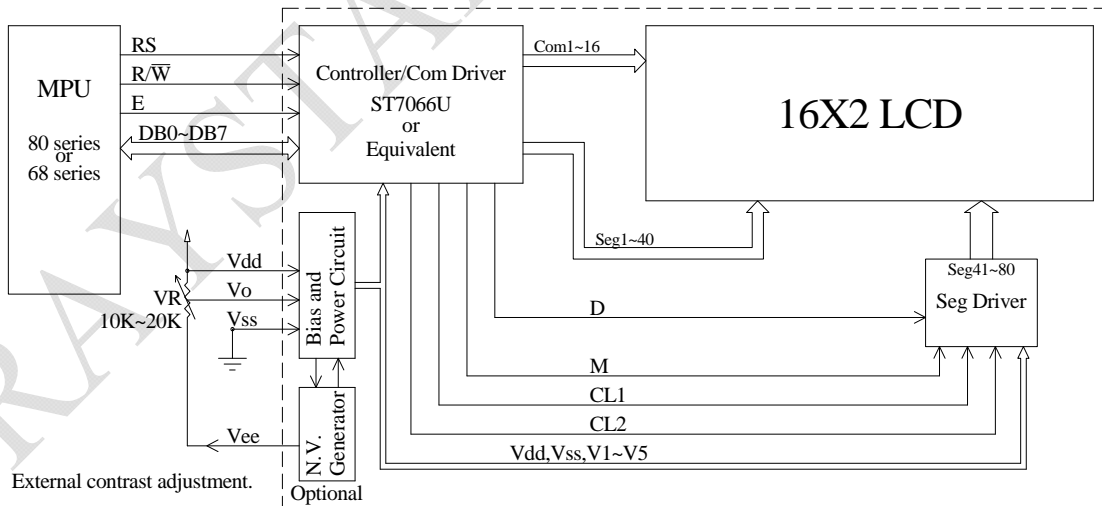 MPU
80 series
or
68 series
RS
R/W̅
E
DB0~DB7
Controller/Com Driver
ST7066U
or
Equivalent
Com1~16
16X2 LCD
Seg1~40
Seg41~80
Seg Driver
Vdd
Vo
Vss
VR
10K~20K
Bias and
Power Circuit
D
M
CL1
CL2
Vdd,Vss,V1~V5
Vee
N.V.
Generator
Optional
External contrast adjustment.
RAYSTA